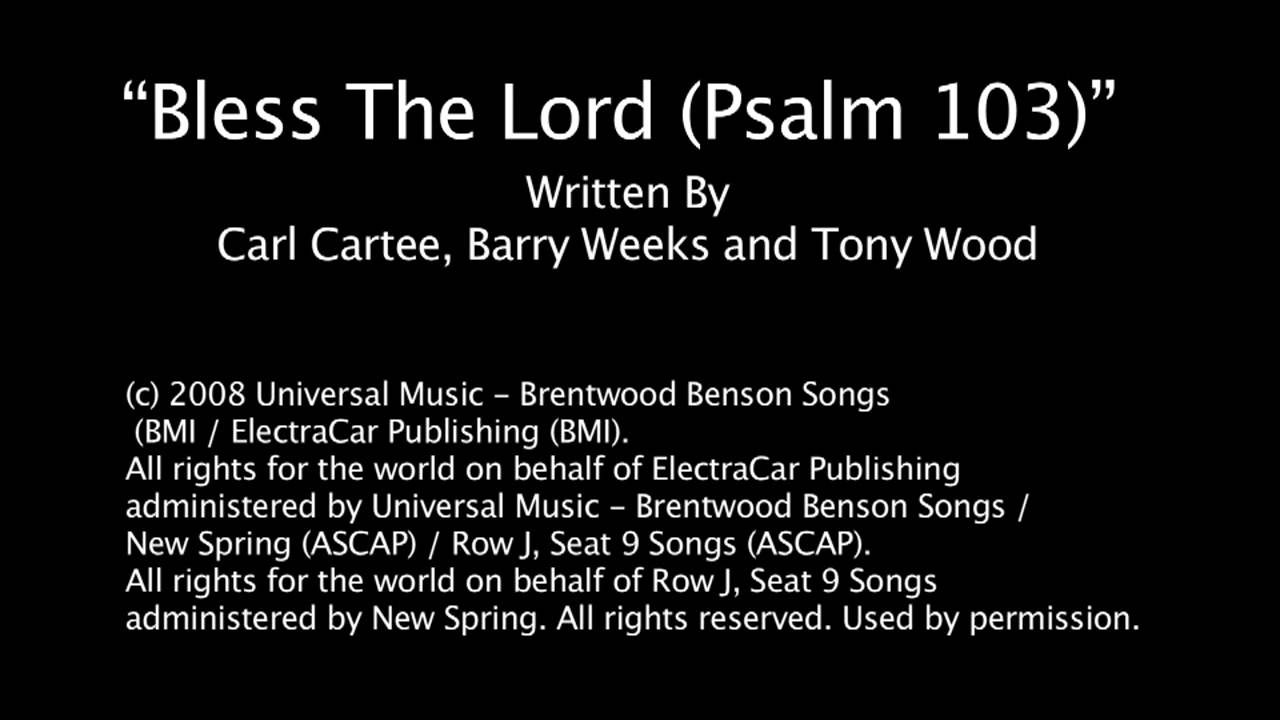 “Bless The Lord (Psalm 103)”
Written By
Carl Cartee, Barry Weeks and Tony Wood
(c) 2008 Universal Music – Brentwood Benson Songs
(BMI / ElectraCar Publishing (BMI).
All rights for the world on behalf of ElectraCar Publishing
administered by Universal Music – Brentwood Benson Songs /
New Spring (ASCAP) / Row J, Seat 9 Songs (ASCAP).
All rights for the world on behalf of Row J, Seat 9 Songs
administered by New Spring. All rights reserved. Used by permission.